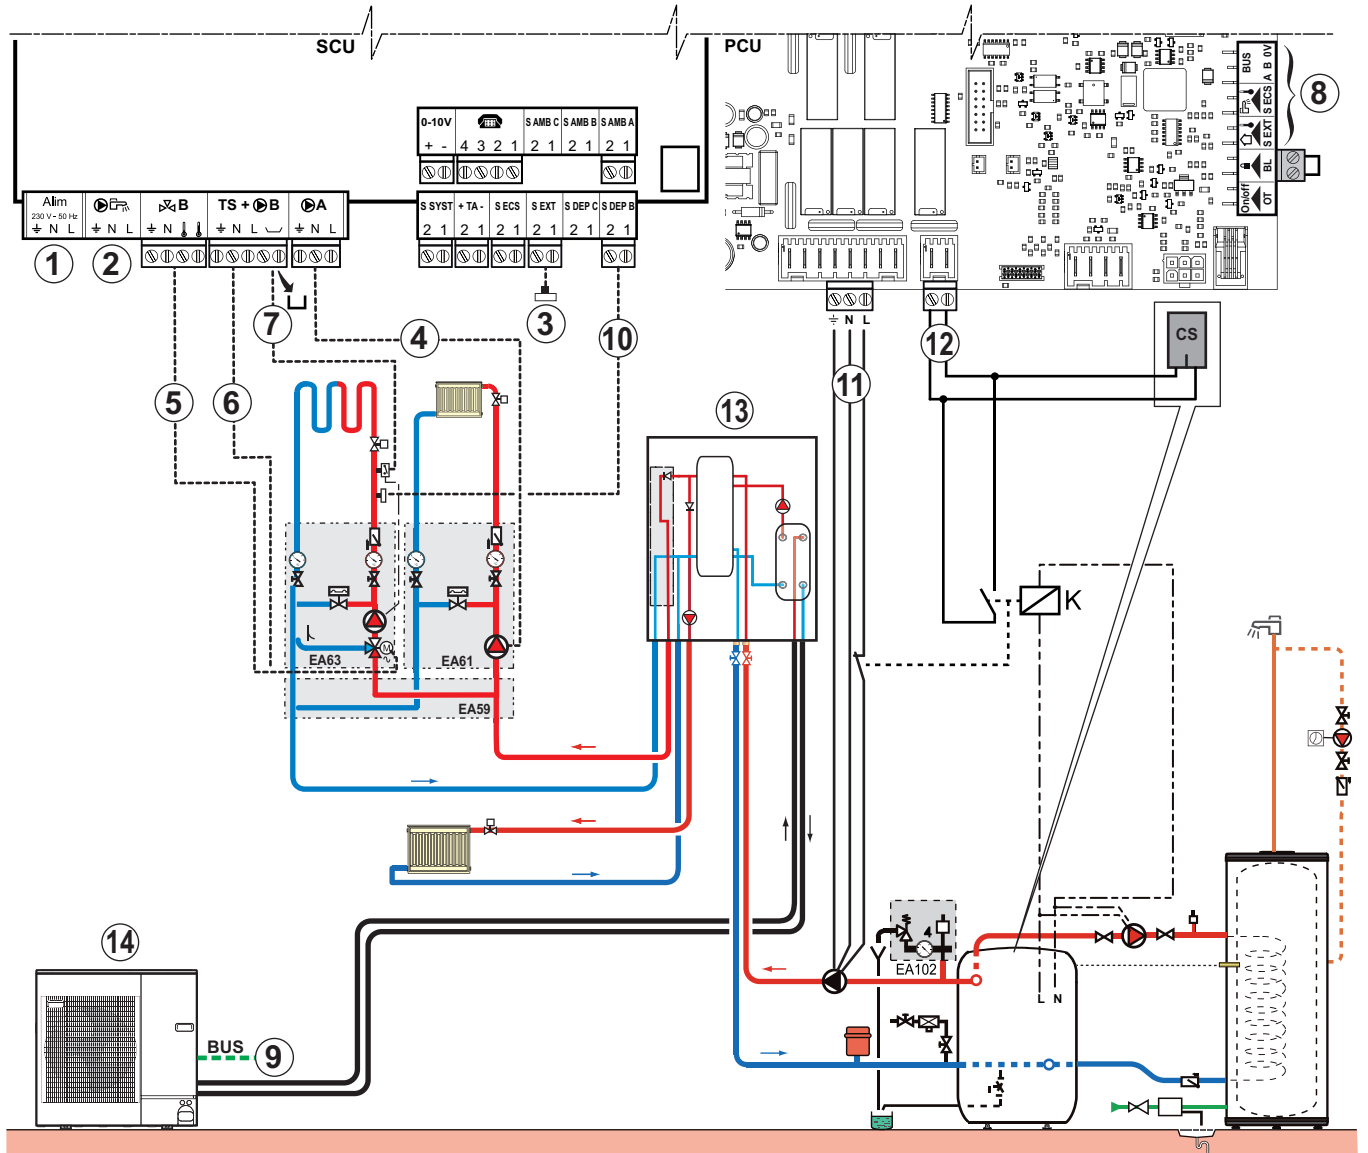 SCU
PCU
0-10V
S AMB C
S AMB B
S AMB A
+ -
4 3 2 1
2 1
2 1
2 1
Alim
230 V - 50 Hz
N L
N L
B
N
TS + B
N L
A
N L
S SYST
+ TA -
S ECS
S EXT
S DEP C
S DEP B
2 1
2 1
2 1
2 1
2 1
2 1
BUS
A B 0V
S ECS
S EXT
BL
On/off
OT
8
1
2
3
4
5
6
7
10
11
12
N L
CS
13
K
M
EA63
EA61
EA59
4
EA102
L N
14
BUS
9